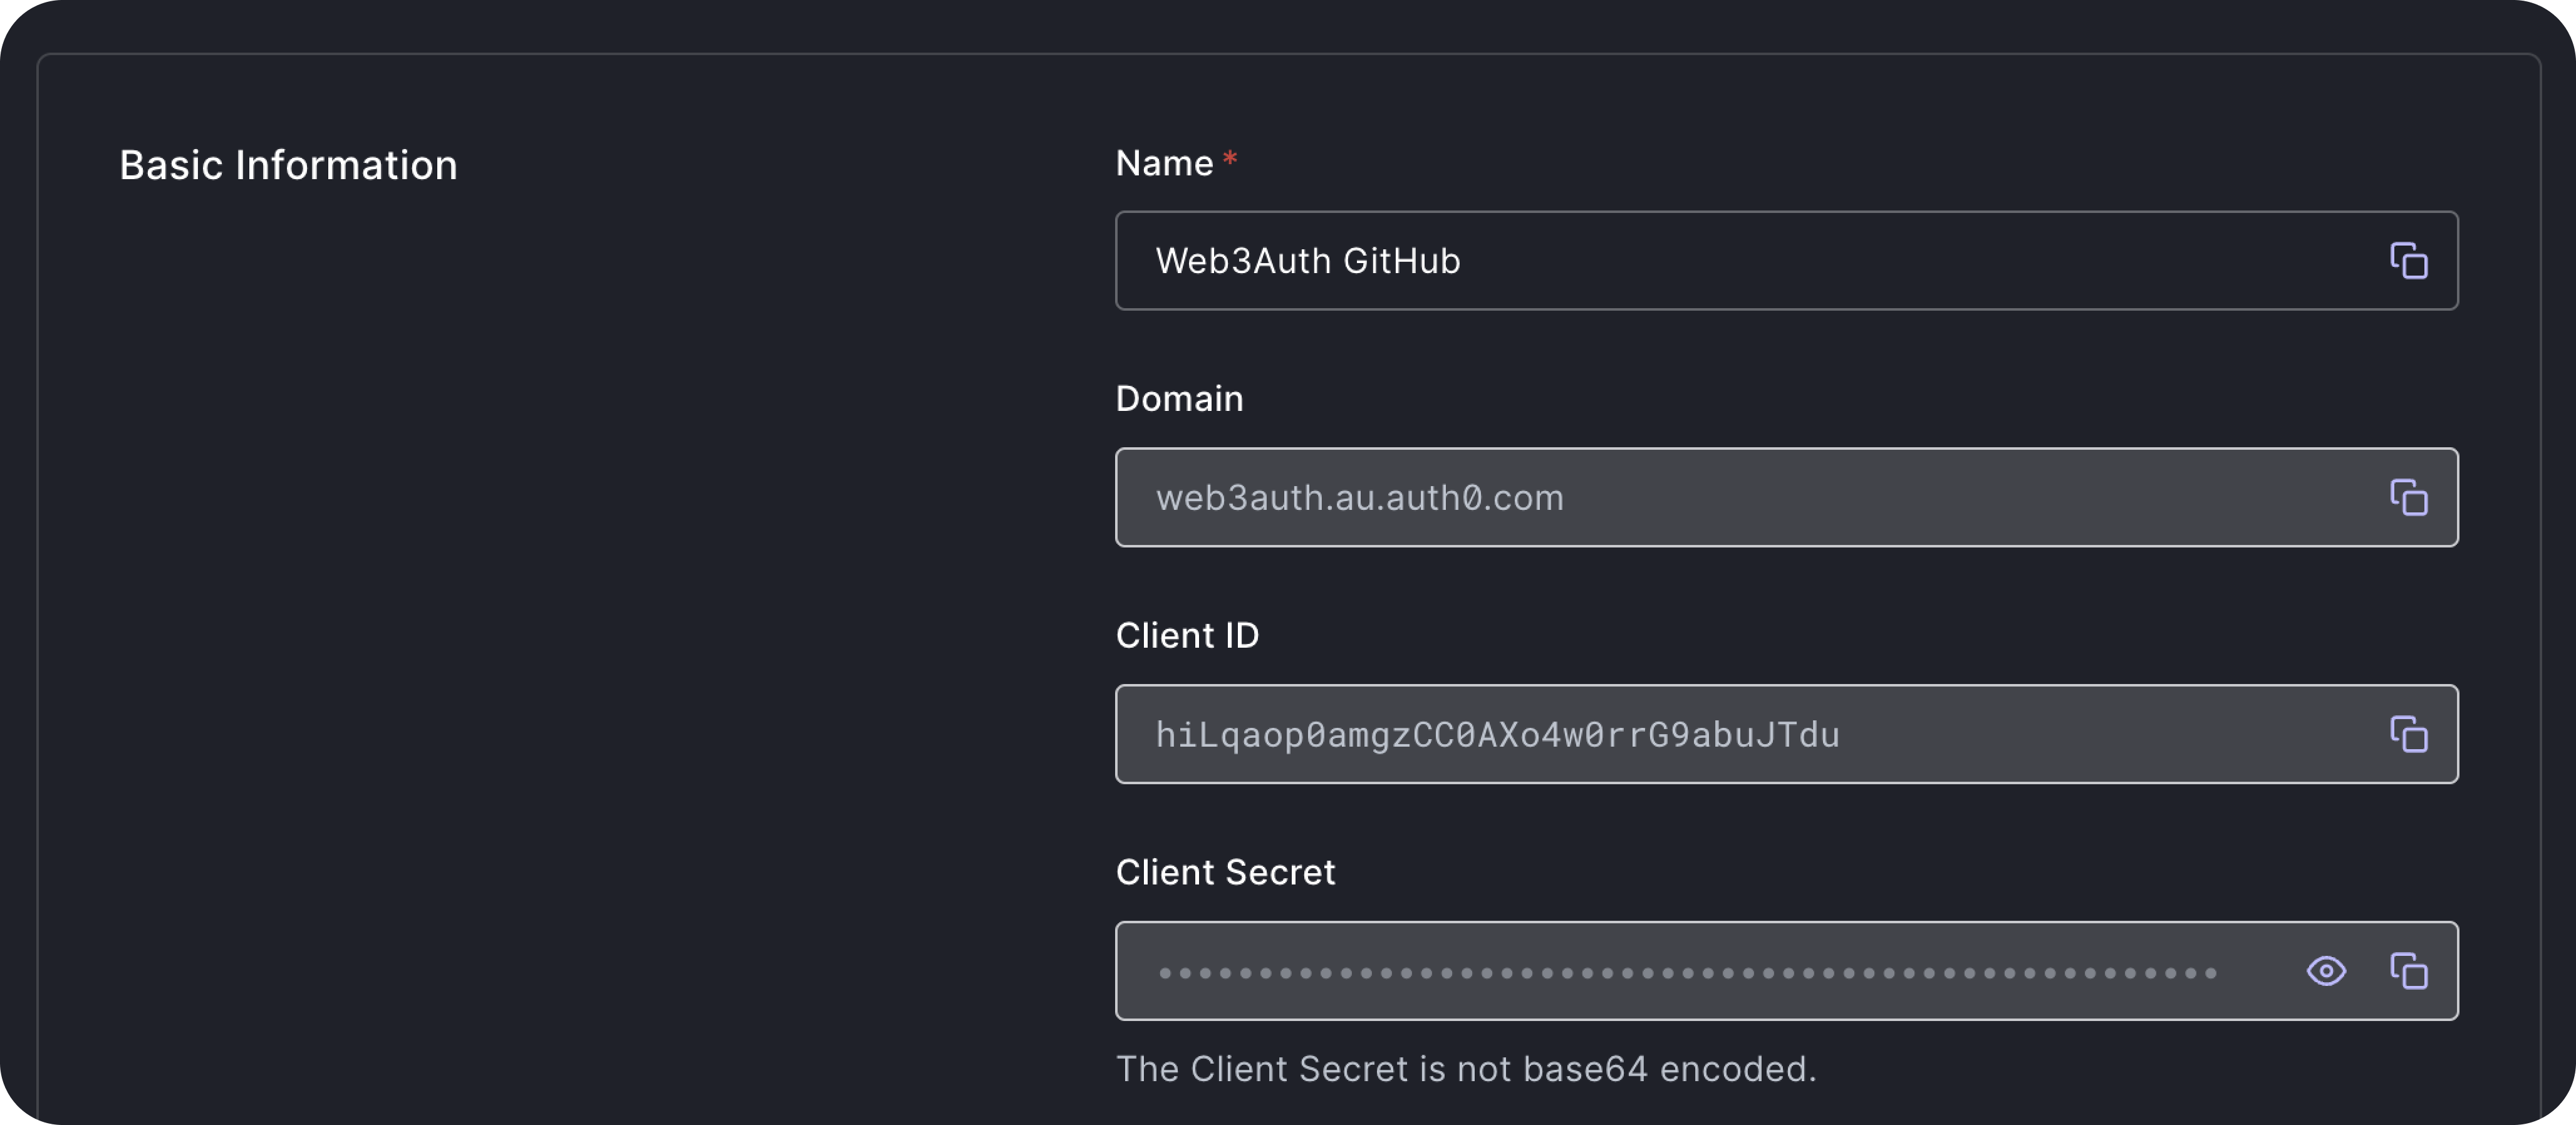 Basic Information
Name *
Web3Auth GitHub
Domain
web3auth.au.auth0.com
Client ID
hiLqaop0amgzCC0AXo4w0rrG9abuJTdu
Client Secret
•••••••••••••••••••••••••••••••••••••••••••••••••••••
The Client Secret is not base64 encoded.